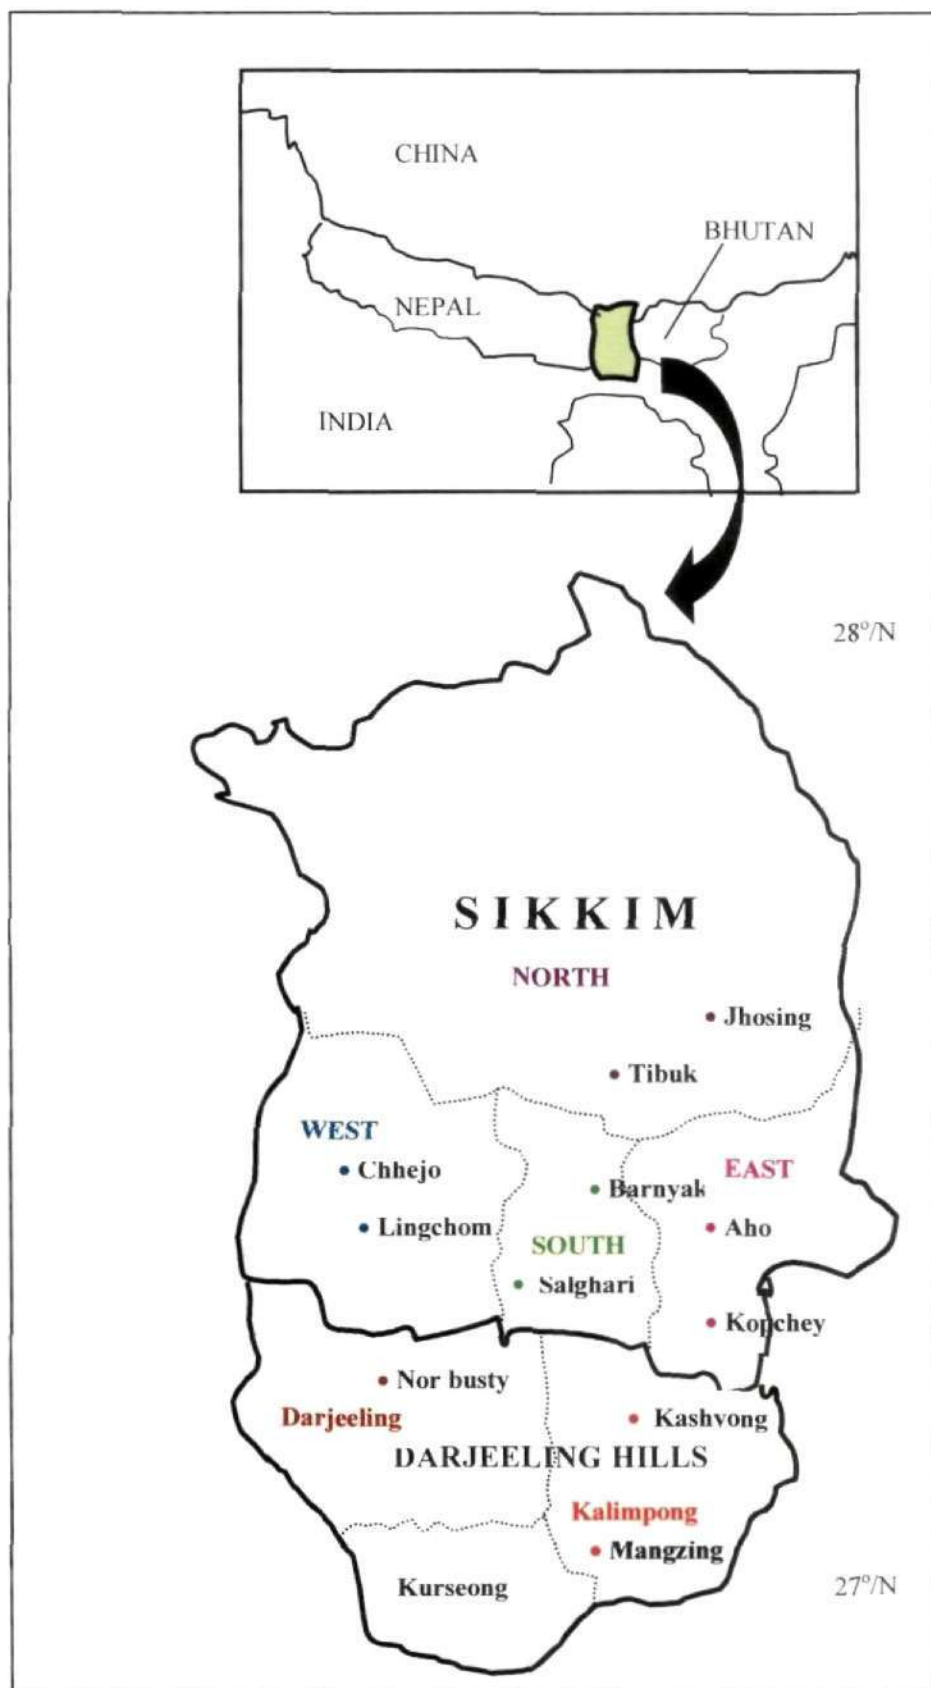 CHINA
BHUTAN
NEPAL
INDIA
28°/N
SIKKIM
NORTH
Jhosing
Tibuk
WEST
Chhejo
Barnyak
EAST
Lingchom
Aho
SOUTH
Salghari
Kopchey
Nor busty
Darjeeling
Kashvong
DARJEELING HILLS
Kalimpong
Mangzing
Kurseong
27°/N